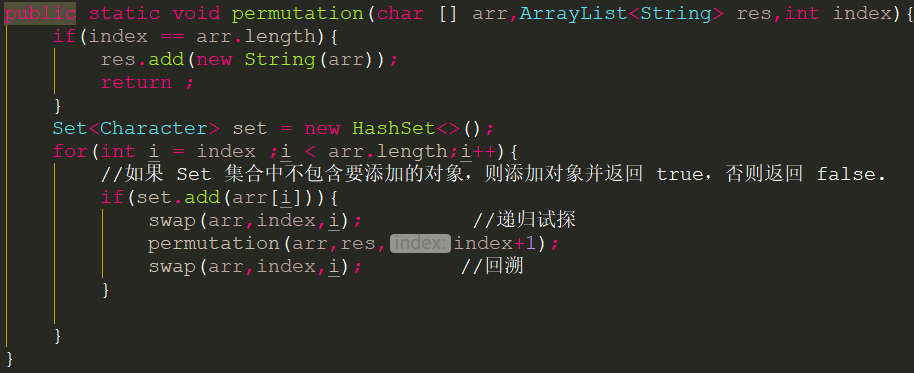 public static void permutation(char [] arr,ArrayList<String> res,int index){
    if(index == arr.length){
        res.add(new String(arr));
        return ;
    }
    Set<Character> set = new HashSet<>();
    for(int i = index ;i < arr.length;i++){
        //如果 Set 集合中不包含要添加的对象，则添加对象并返回 true，否则返回 false.
        if(set.add(arr[i])){
            swap(arr,index,i);         //递归试探
            permutation(arr,res, index: index+1);
            swap(arr,index,i);        //回溯
        }
    }
}